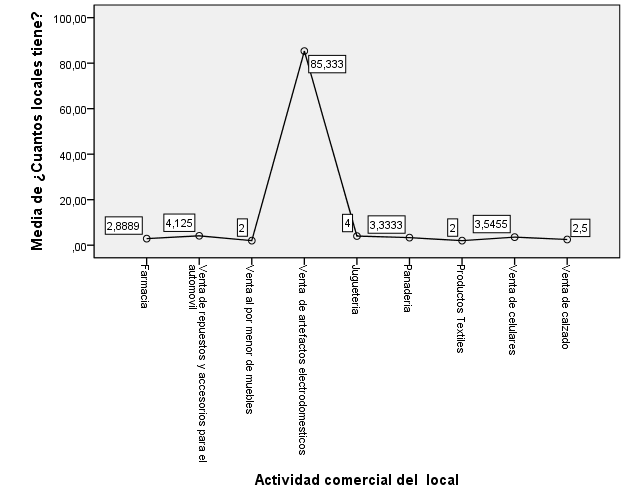 Media de ¿Cuantos locales tiene?
100,00
80,00
60,00
40,00
20,00
,00
2,8889
4,125
2
85,333
4
3,3333
2
3,5455
2,5
Farmacia
Venta de repuestos y accesorios para el
automovil
Venta al por menor de muebles
Venta de artefactos electrodomesticos
Jugueteria
Panaderia
Productos Textiles
Venta de celulares
Venta de calzado
Actividad comercial del local